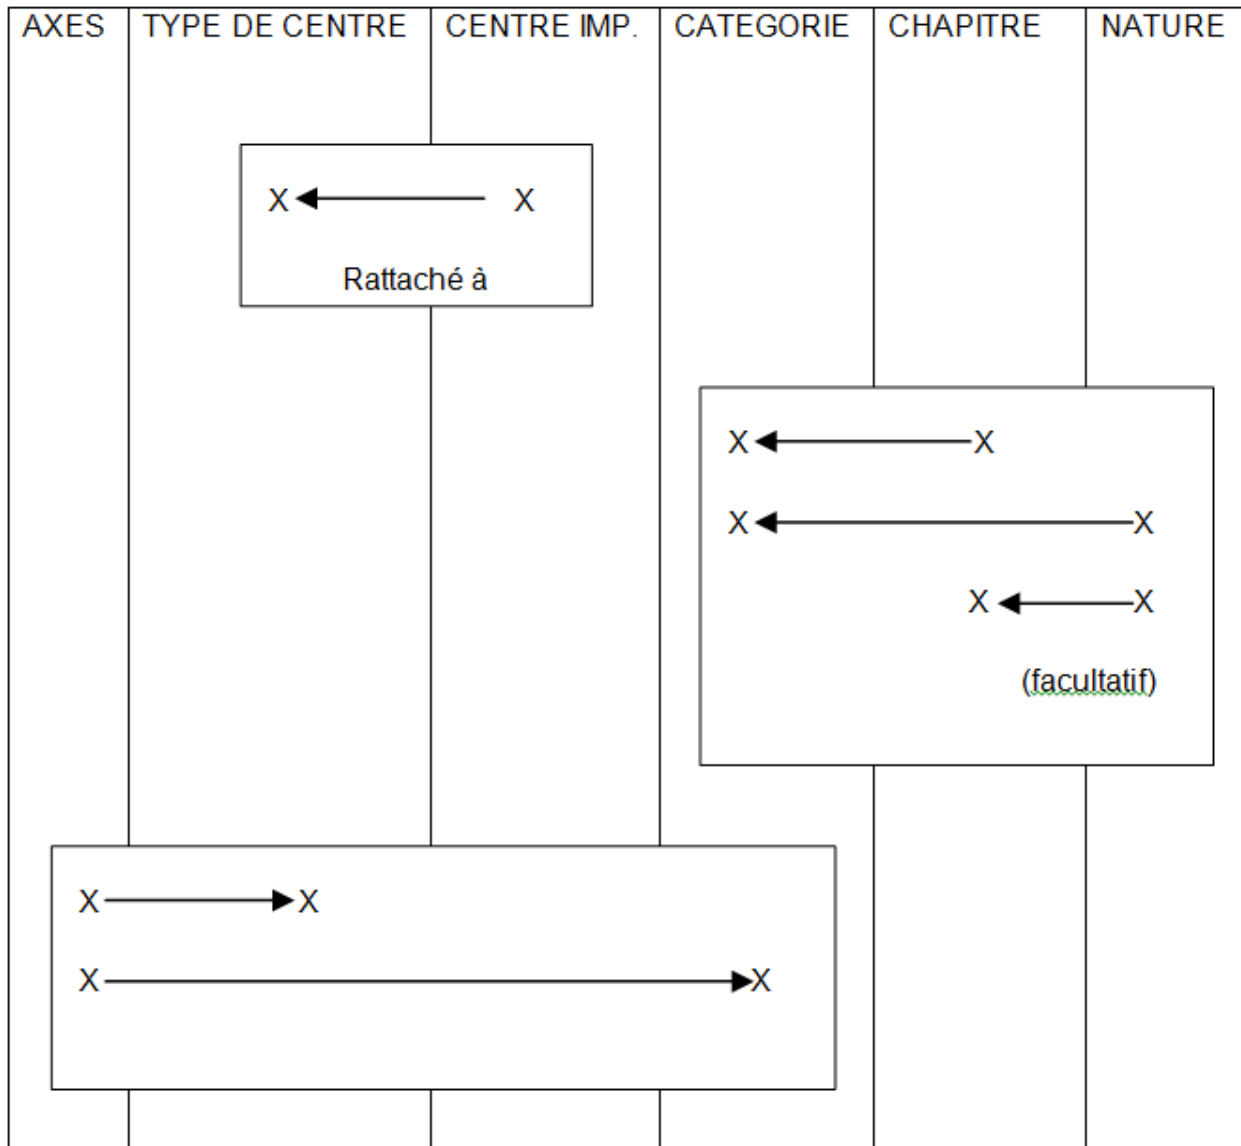 AXES TYPE DE CENTRE CENTRE IMP. CATEGORIE CHAPITRE NATURE
X X
Rattaché à
X X
X X
X X
(facultatif)
X X
X X